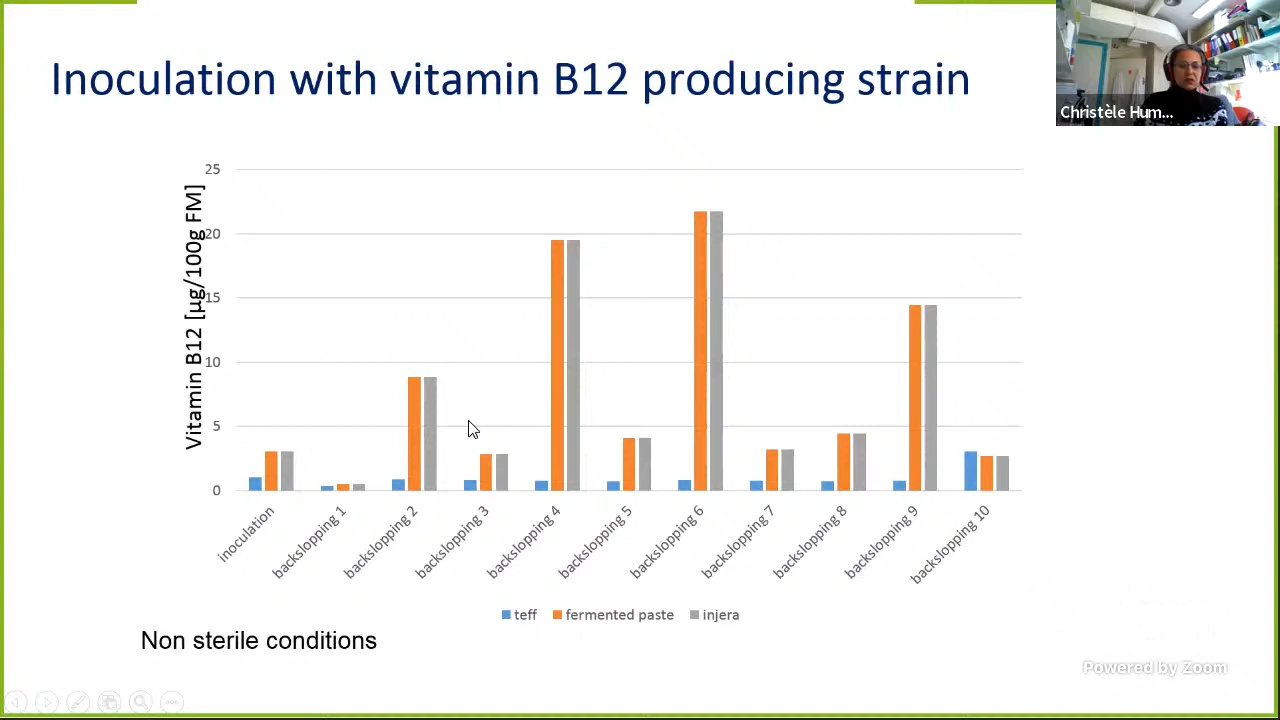 Inoculation with vitamin B12 producing strain
Christèle Hum...
Vitamin B12 [µg/100g FM]
25
20
15
10
5
0
inoculation
backslopping 1
backslopping 2
backslopping 3
backslopping 4
backslopping 5
backslopping 6
backslopping 7
backslopping 8
backslopping 9
backslopping 10
teff fermented paste injera
Non sterile conditions
Powered by Zoom